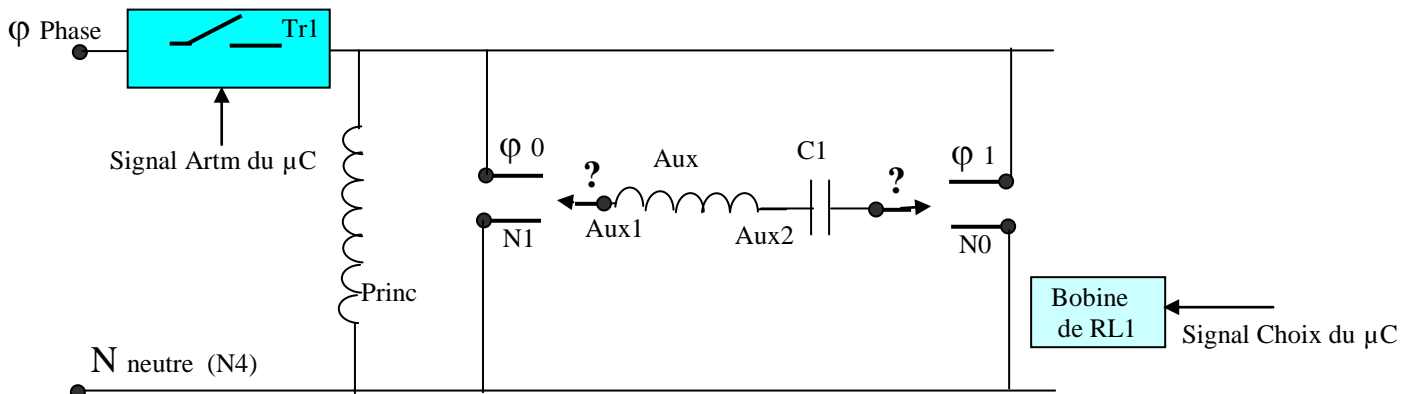 φ Phase
Tr1
Signal Artm du µC
φ 0
?
Aux
C1
?
φ 1
N1
Aux1
Aux2
N0
Princ
Bobine
de RL1
Signal Choix du µC
N neutre (N4)